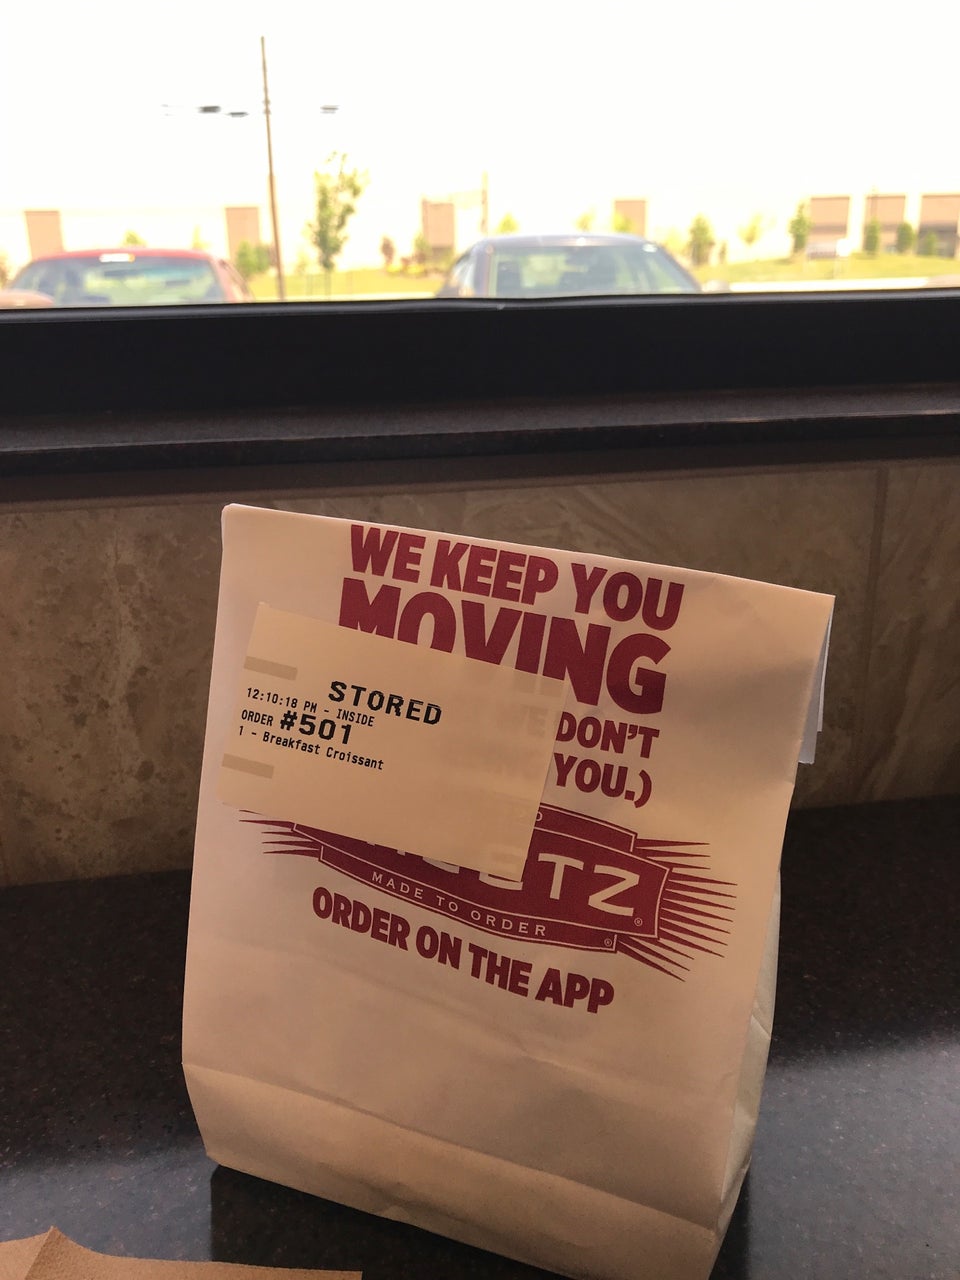 WE KEEP YOU
MOVING
DON'T
YOU.)
STORED
12:10:18 PM - INSIDE
ORDER #501
1 - Breakfast Croissant
TZ
MADE TO ORDER
ORDER ON THE APP